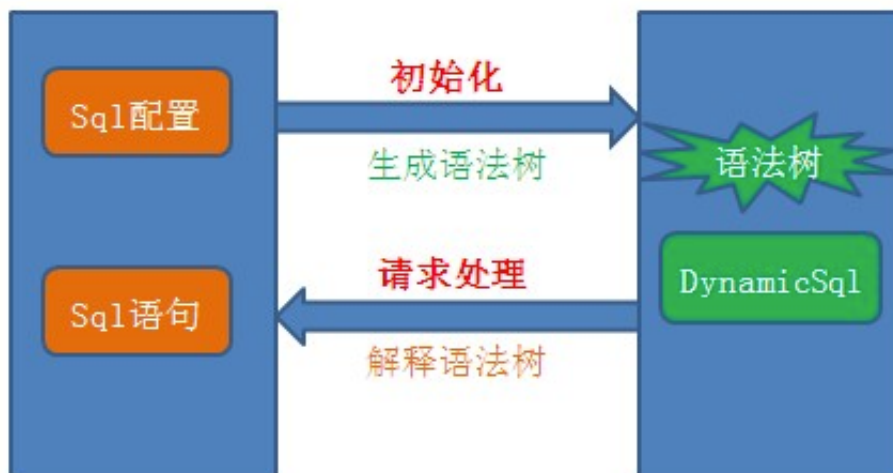 Sql配置
初始化
生成语法树
语法树
Sql语句
请求处理
解释语法树
DynamicSql